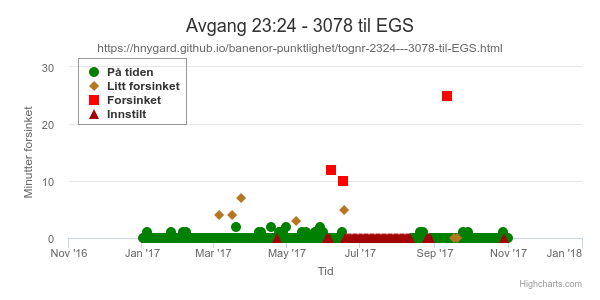 Avgang 23:24 - 3078 til EGS
https://hnygard.github.io/banenor-punktlighet/tognr-2324---3078-til-EGS.html
På tiden
Litt forsinket
Forsinket
Innstilt
Minutter forsinket
30
20
10
0
Nov '16 Jan '17 Mar '17 May '17 Jul '17 Sep '17 Nov '17 Jan '18
Tid
Highcharts.com